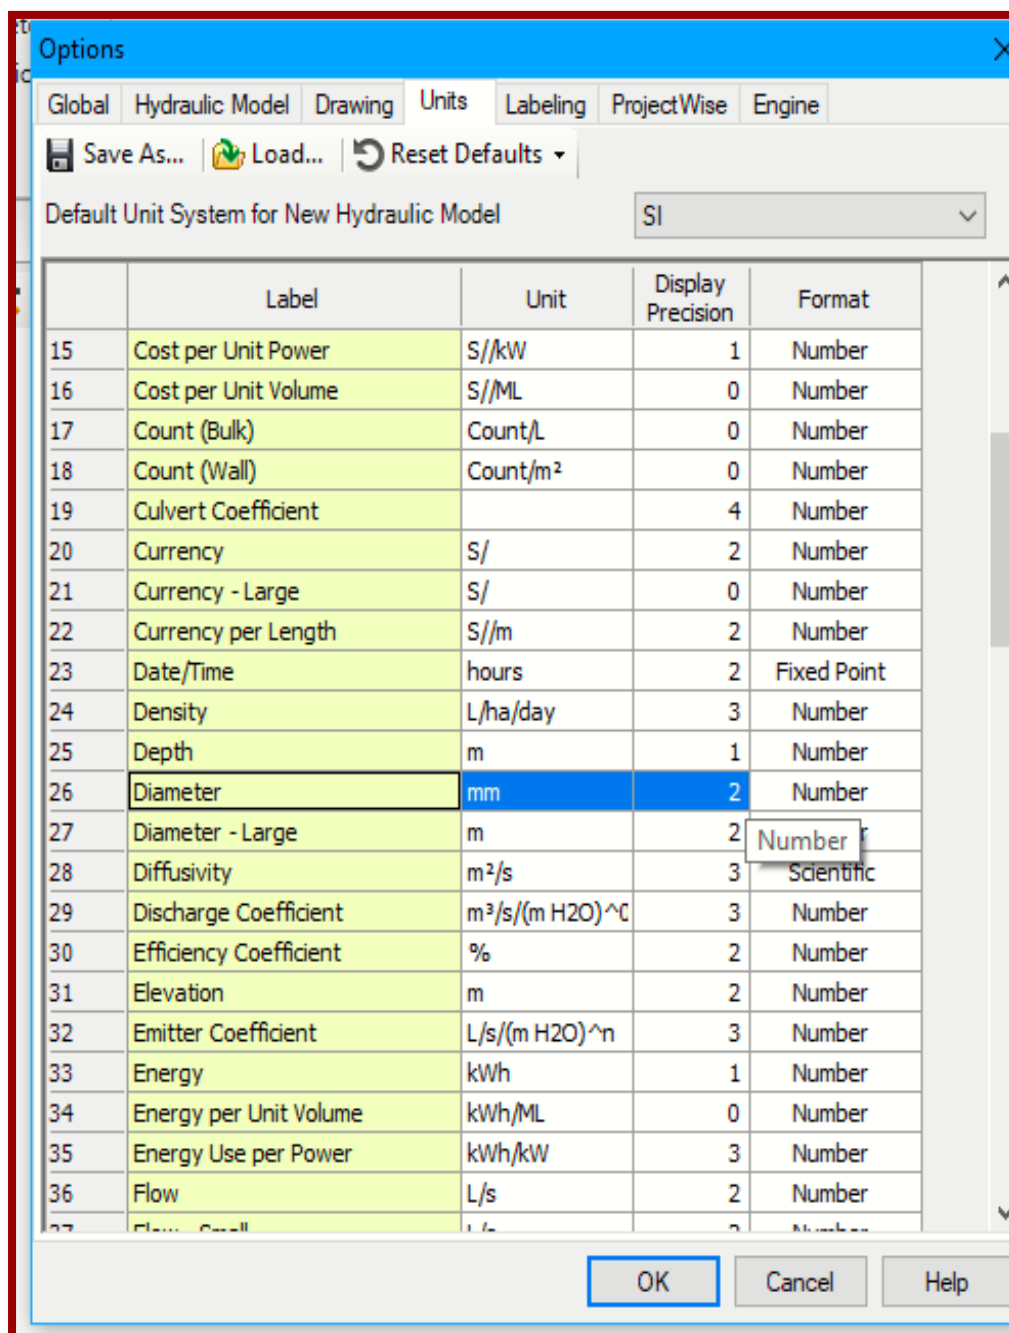 Options
Global Hydraulic Model Drawing Units Labeling ProjectWise Engine
Save As... Load... Reset Defaults
Default Unit System for New Hydraulic Model SI
Label Unit Display Precision Format
15 Cost per Unit Power S//kW 1 Number
16 Cost per Unit Volume S//ML 0 Number
17 Count (Bulk) Count/L 0 Number
18 Count (Wall) Count/m² 0 Number
19 Culvert Coefficient 4 Number
20 Currency S/ 2 Number
21 Currency - Large S/ 0 Number
22 Currency per Length S//m 2 Number
23 Date/Time hours 2 Fixed Point
24 Density L/ha/day 3 Number
25 Depth m 1 Number
26 Diameter mm 2 Number
27 Diameter - Large m 2
Number
28 Diffusivity m²/s 3 Scientific
29 Discharge Coefficient m³/s/(m H2O)^ 3 Number
30 Efficiency Coefficient % 2 Number
31 Elevation m 2 Number
32 Emitter Coefficient L/s/(m H2O)^n 3 Number
33 Energy kWh 1 Number
34 Energy per Unit Volume kWh/ML 0 Number
35 Energy Use per Power kWh/kW 3 Number
36 Flow L/s 2 Number
OK Cancel Help